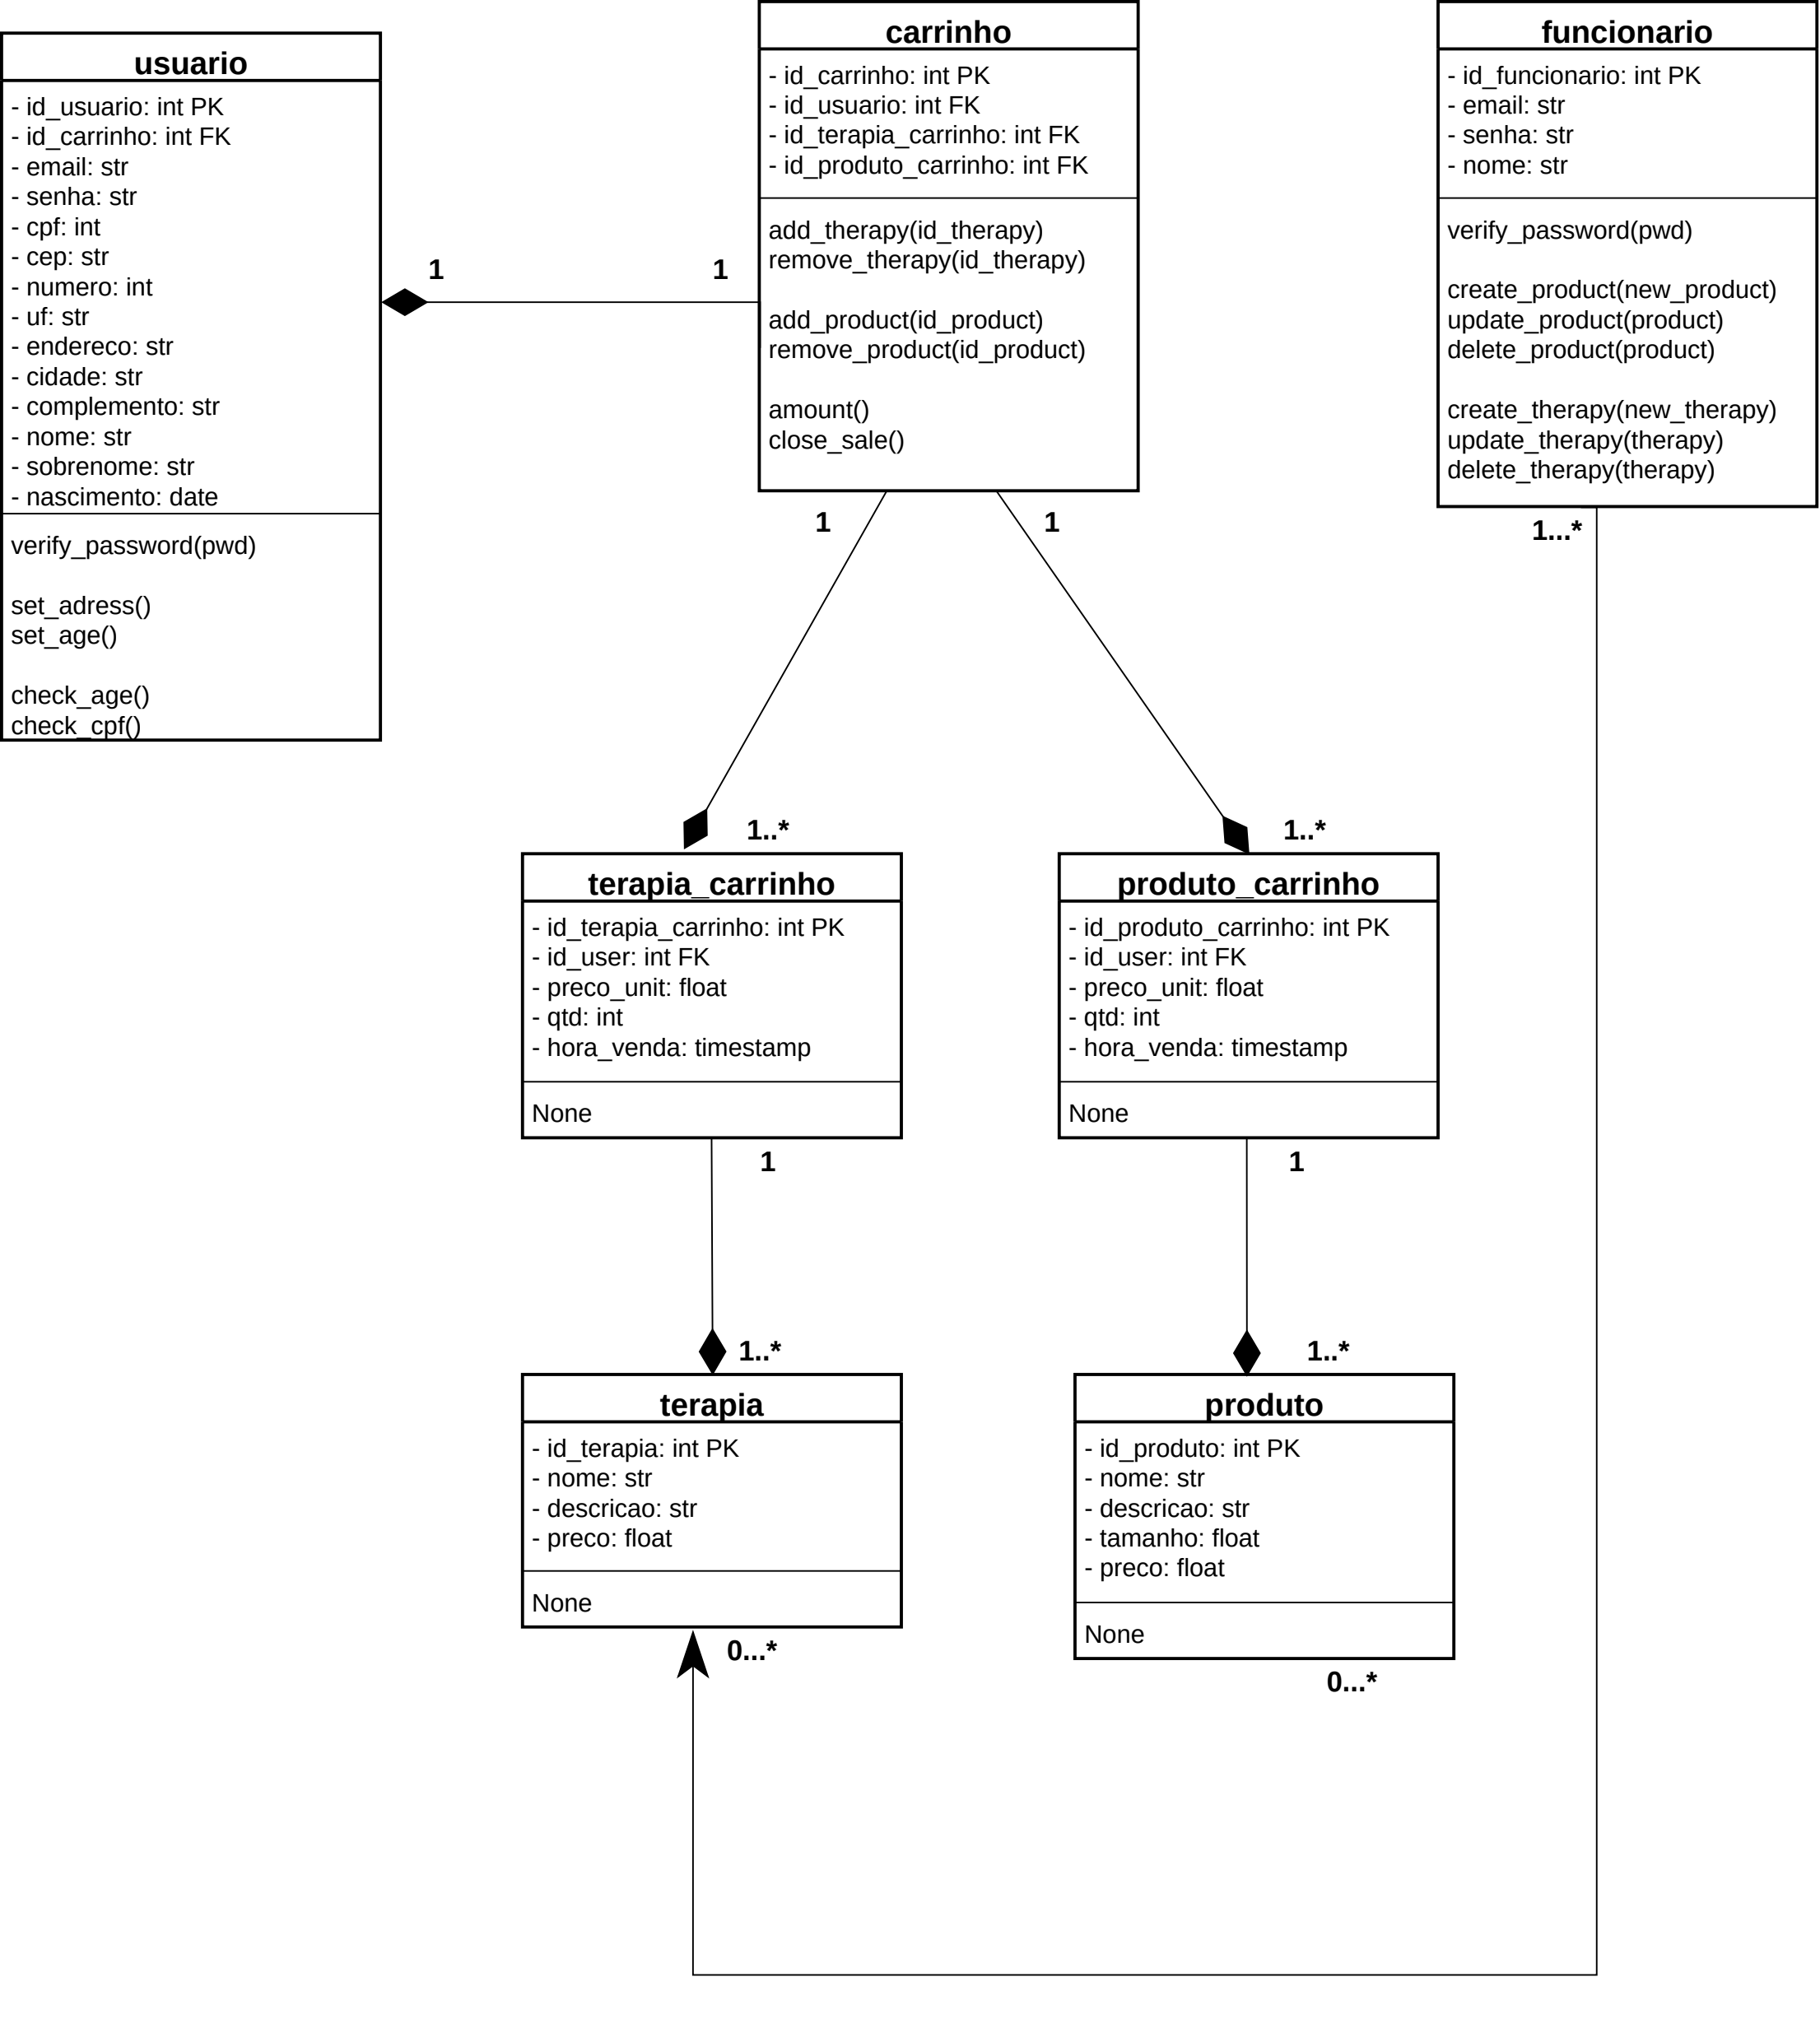 usuario
- id_usuario: int PK
- id_carrinho: int FK
- email: str
- senha: str
- cpf: int
- cep: str
- numero: int
- uf: str
- endereco: str
- cidade: str
- complemento: str
- nome: str
- sobrenome: str
- nascimento: date
verify_password(pwd)
set_adress()
set_age()
check_age()
check_cpf()
1
1
carrinho
- id_carrinho: int PK
- id_usuario: int FK
- id_terapia_carrinho: int FK
- id_produto_carrinho: int FK
add_therapy(id_therapy)
remove_therapy(id_therapy)
add_product(id_product)
remove_product(id_product)
amount()
close_sale()
1
1
funcionario
- id_funcionario: int PK
- email: str
- senha: str
- nome: str
verify_password(pwd)
create_product(new_product)
update_product(product)
delete_product(product)
create_therapy(new_therapy)
update_therapy(therapy)
delete_therapy(therapy)
1...*
1..*
terapia_carrinho
- id_terapia_carrinho: int PK
- id_user: int FK
- preco_unit: float
- qtd: int
- hora_venda: timestamp
None
1
1..*
produto_carrinho
- id_produto_carrinho: int PK
- id_user: int FK
- preco_unit: float
- qtd: int
- hora_venda: timestamp
None
1
1..*
terapia
- id_terapia: int PK
- nome: str
- descricao: str
- preco: float
None
0...*
1..*
produto
- id_produto: int PK
- nome: str
- descricao: str
- tamanho: float
- preco: float
None
0...*